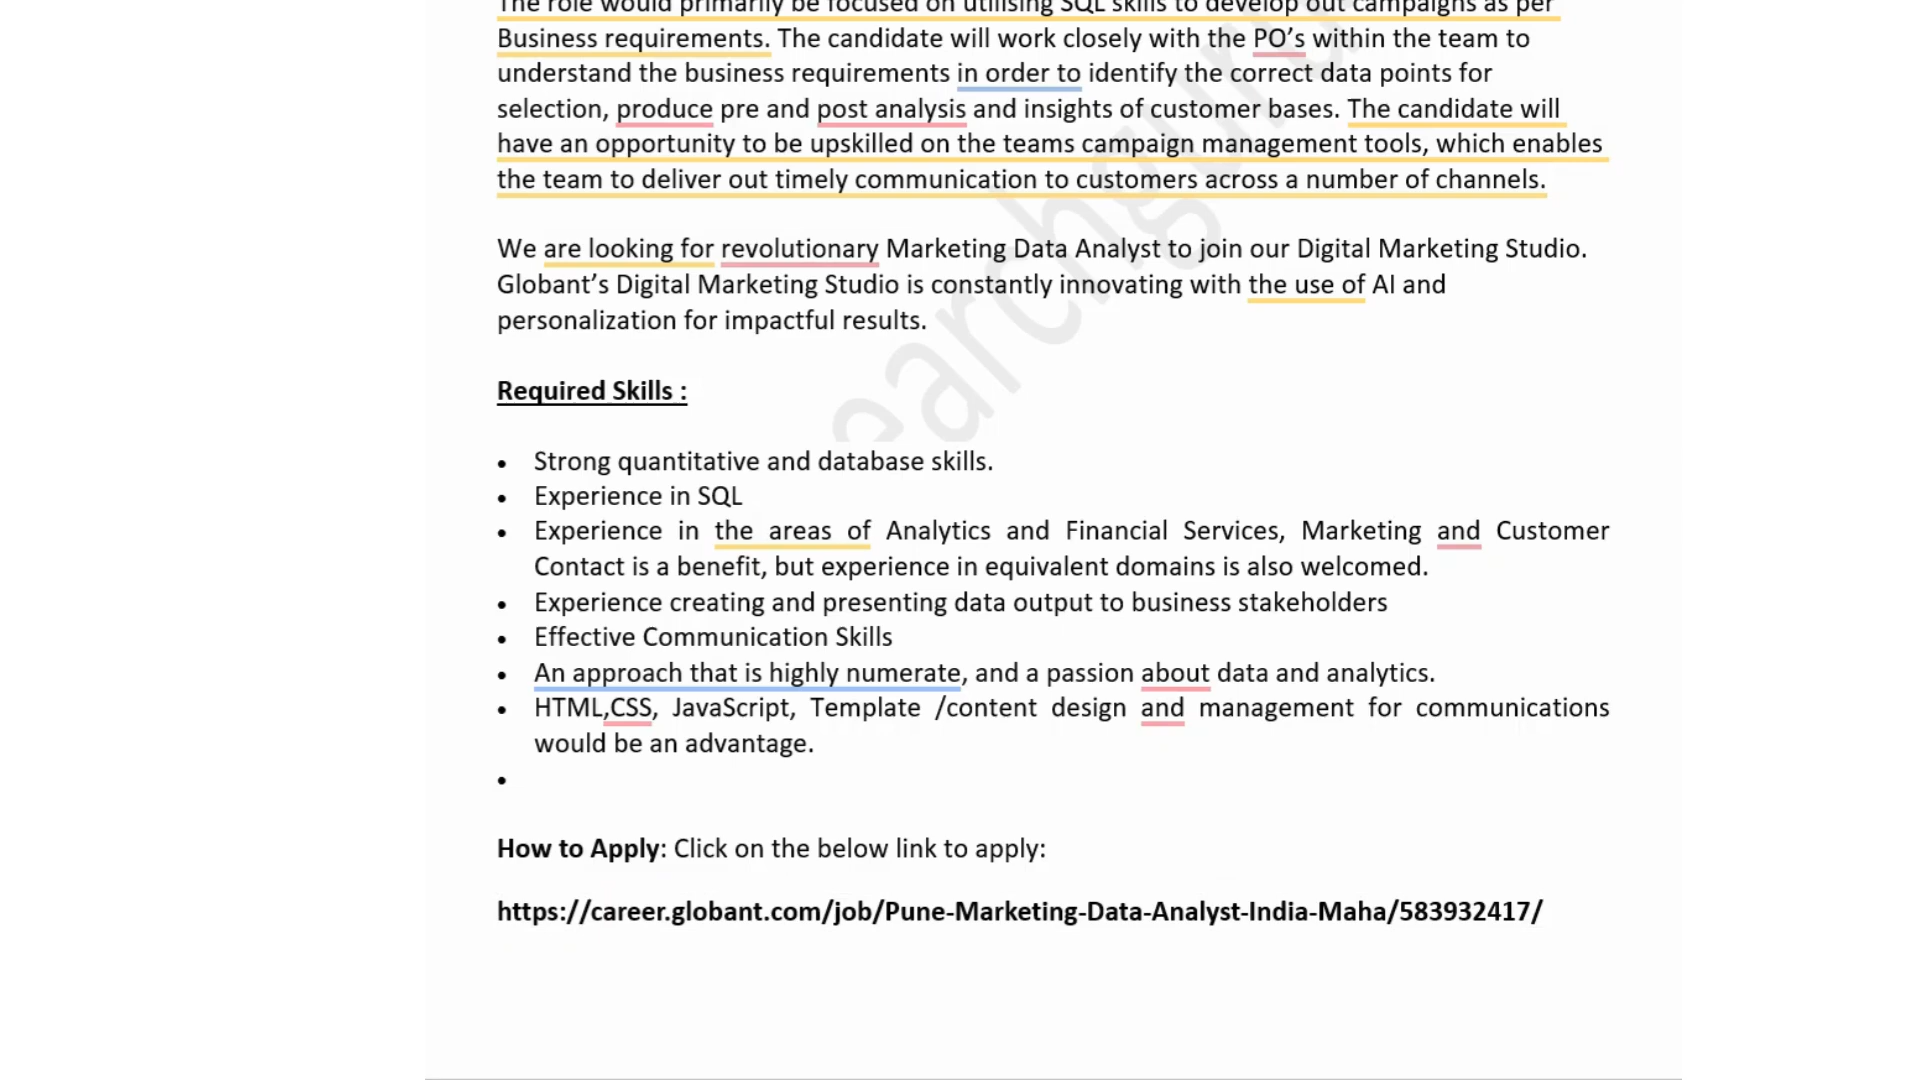 The role would primarily be focused on utilising SQL skills to develop out campaigns as per
Business requirements. The candidate will work closely with the PO’s within the team to
understand the business requirements in order to identify the correct data points for
selection, produce pre and post analysis and insights of customer bases. The candidate will
have an opportunity to be upskilled on the teams campaign management tools, which enables
the team to deliver out timely communication to customers across a number of channels.
We are looking for revolutionary Marketing Data Analyst to join our Digital Marketing Studio.
Globant’s Digital Marketing Studio is constantly innovating with the use of AI and
personalization for impactful results.
Required Skills :
• Strong quantitative and database skills.
• Experience in SQL
• Experience in the areas of Analytics and Financial Services, Marketing and Customer
Contact is a benefit, but experience in equivalent domains is also welcomed.
• Experience creating and presenting data output to business stakeholders
• Effective Communication Skills
• An approach that is highly numerate, and a passion about data and analytics.
• HTML,CSS, JavaScript, Template /content design and management for communications
would be an advantage.
•
How to Apply: Click on the below link to apply:
https://career.globant.com/job/Pune-Marketing-Data-Analyst-India-Maha/583932417/